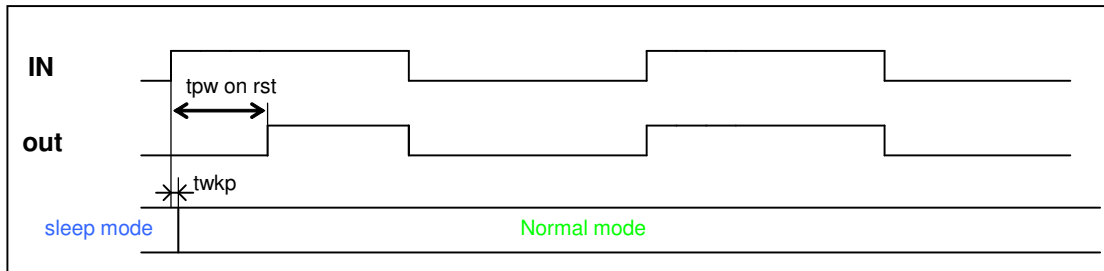 IN
tpw on rst
out
twkp
sleep mode Normal mode